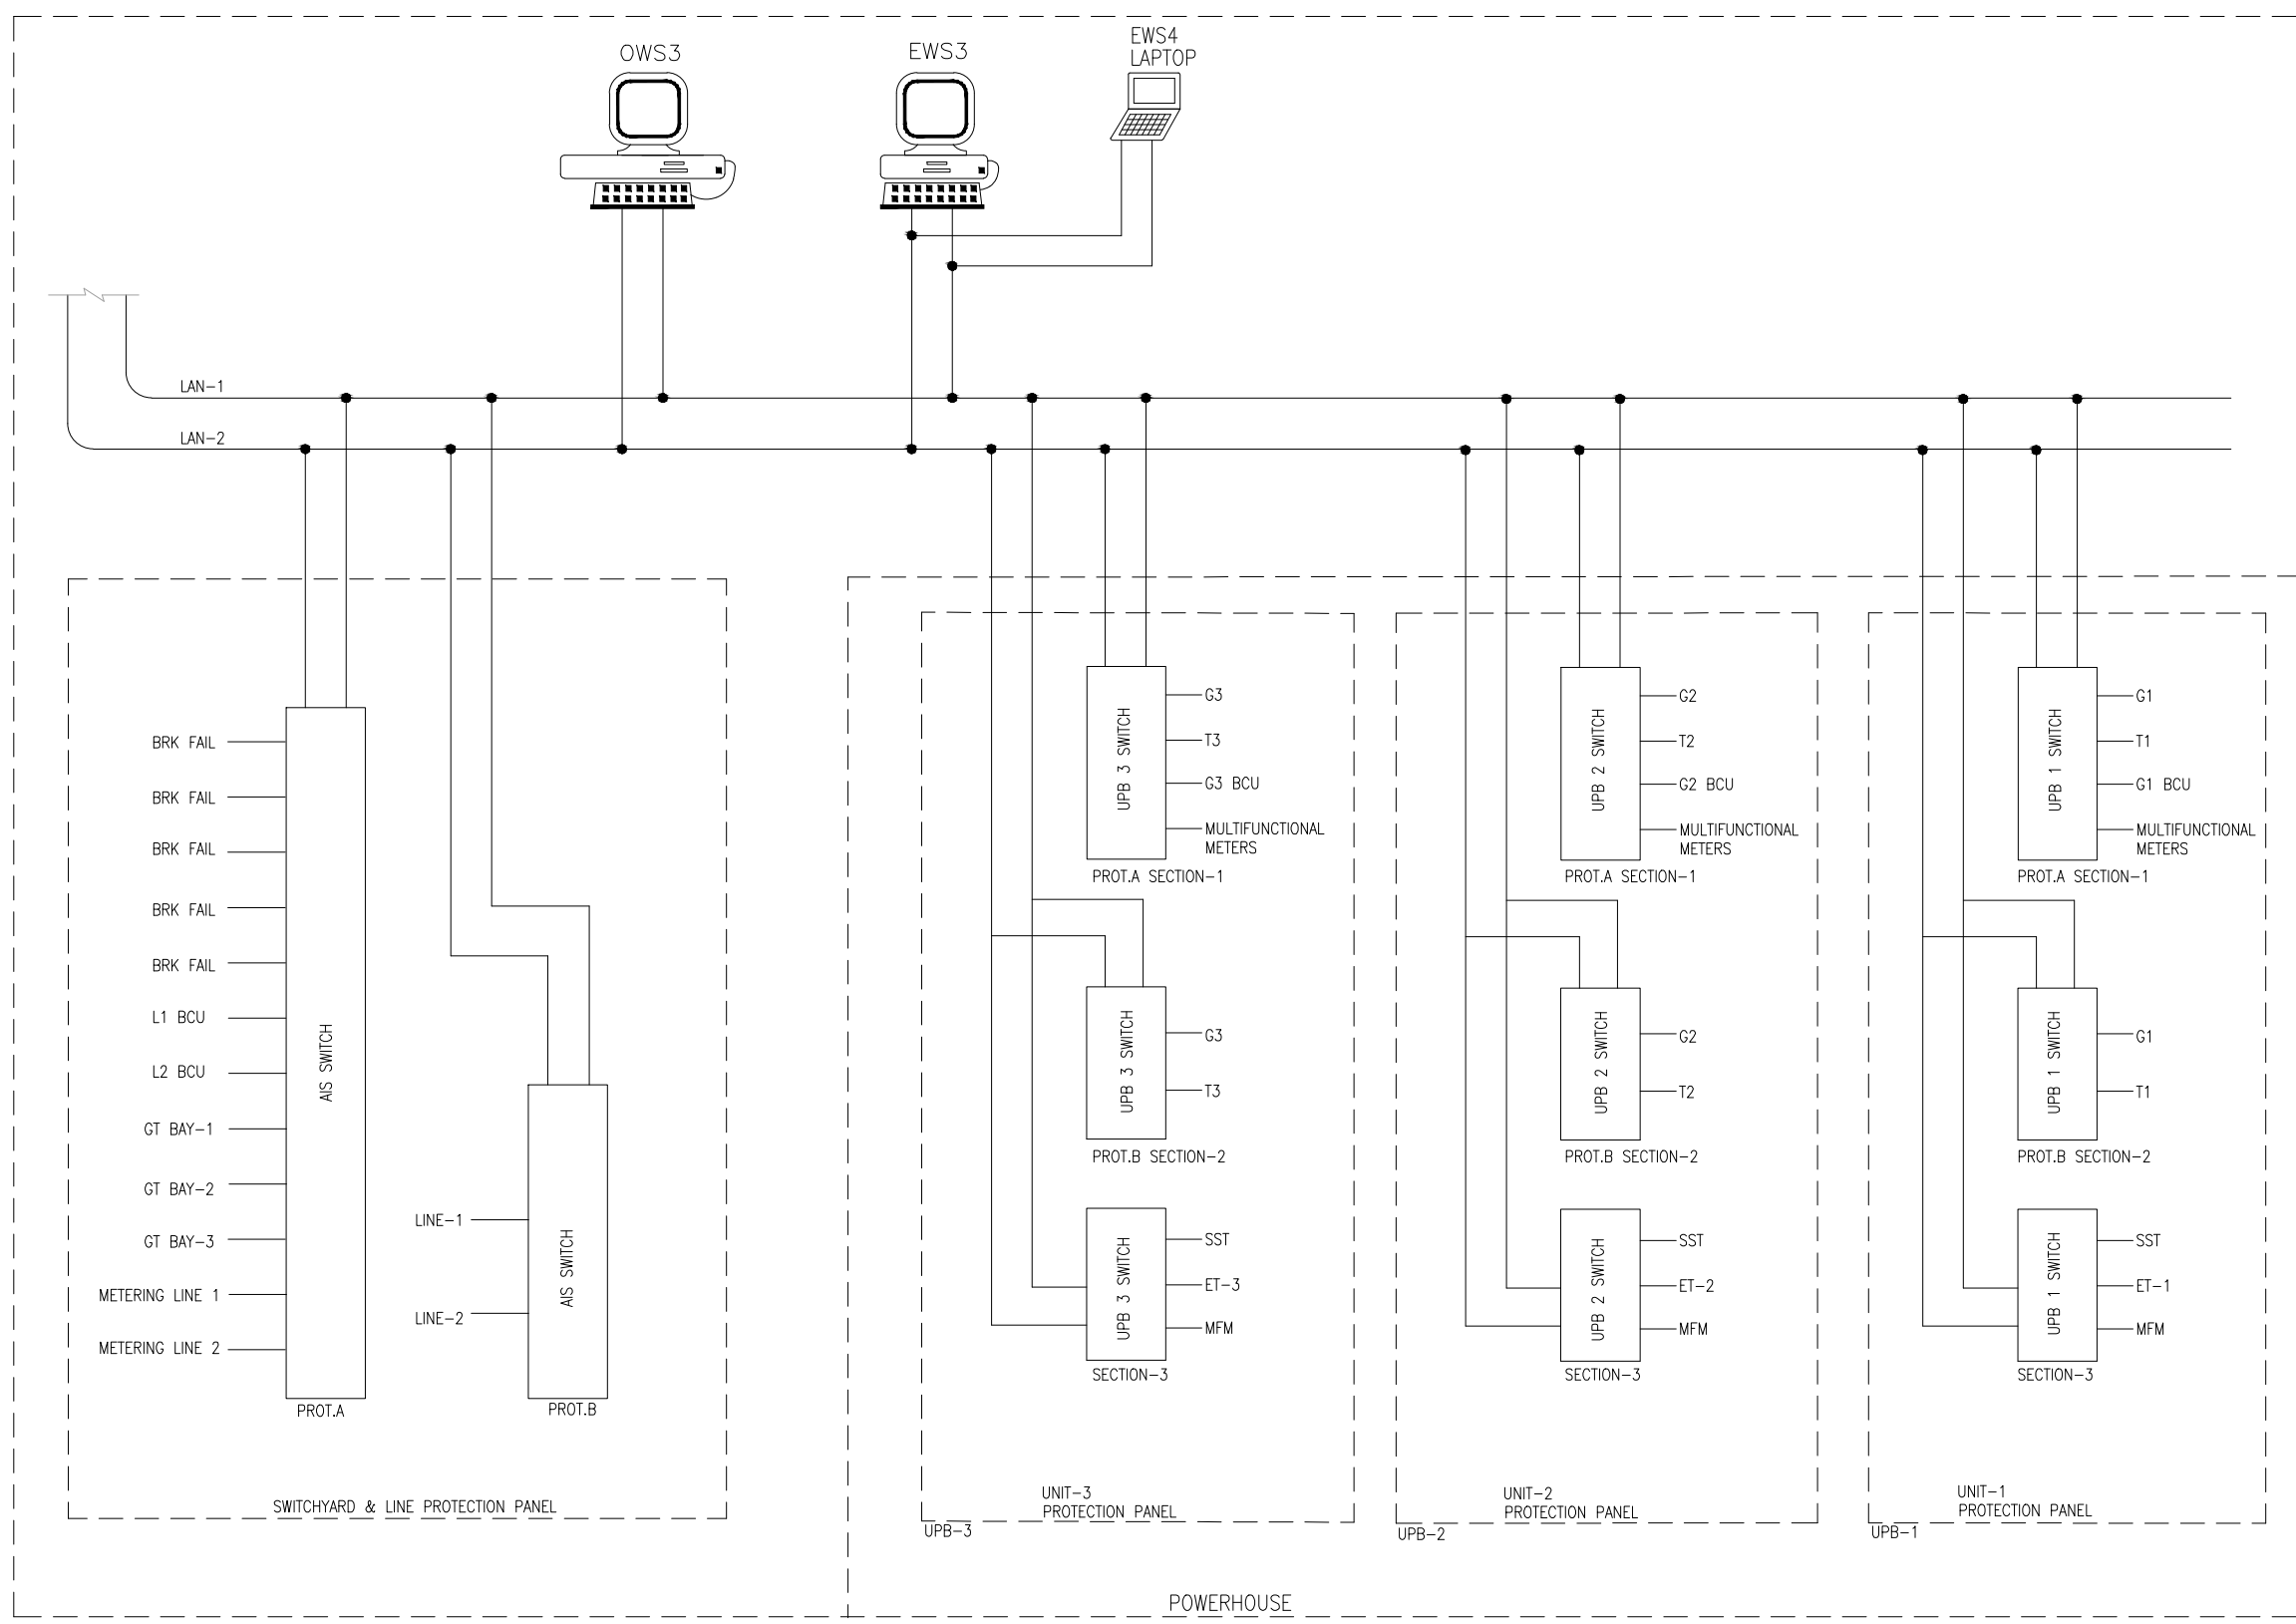 OWS3
EWS3
EWS4
LAPTOP
LAN-1
LAN-2
BRK FAIL
BRK FAIL
BRK FAIL
BRK FAIL
BRK FAIL
L1 BCU
L2 BCU
GT BAY-1
GT BAY-2
GT BAY-3
METERING LINE 1
METERING LINE 2
AIS SWITCH
PROT.A
LINE-1
LINE-2
AIS SWITCH
PROT.B
SWITCHYARD & LINE PROTECTION PANEL
UPB 3 SWITCH
G3
T3
G3 BCU
MULTIFUNCTIONAL
METERS
PROT.A SECTION-1
UPB 3 SWITCH
G3
T3
PROT.B SECTION-2
UPB 3 SWITCH
SST
ET-3
MFM
SECTION-3
UNIT-3
PROTECTION PANEL
UPB-3
UPB 2 SWITCH
G2
T2
G2 BCU
MULTIFUNCTIONAL
METERS
PROT.A SECTION-1
UPB 2 SWITCH
G2
T2
PROT.B SECTION-2
UPB 2 SWITCH
SST
ET-2
MFM
SECTION-3
UNIT-2
PROTECTION PANEL
UPB-2
UPB 1 SWITCH
G1
T1
G1 BCU
MULTIFUNCTIONAL
METERS
PROT.A SECTION-1
UPB 1 SWITCH
G1
T1
PROT.B SECTION-2
UPB 1 SWITCH
SST
ET-1
MFM
SECTION-3
UNIT-1
PROTECTION PANEL
UPB-1
POWERHOUSE